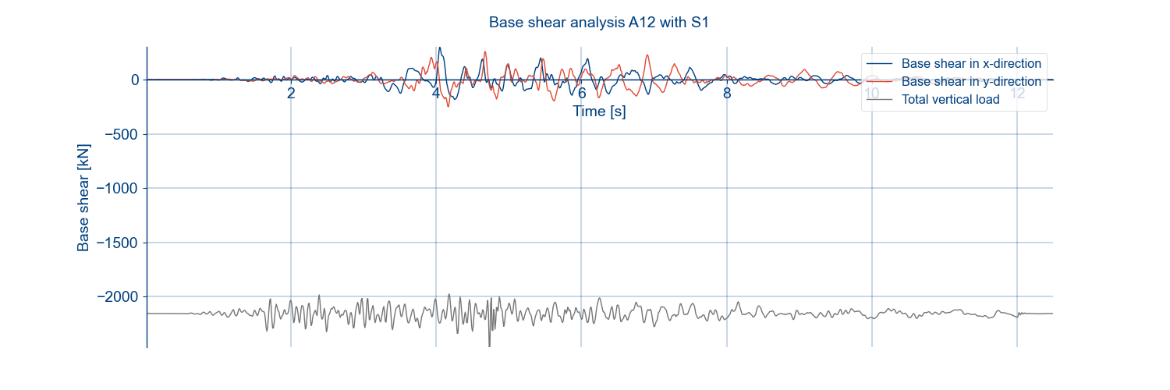 Base shear analysis A12 with S1
Base shear in x-direction
Base shear in y-direction
Total vertical load
0
−500
−1000
−1500
−2000
Base shear [kN]
2
4
6
8
10
12
Time [s]